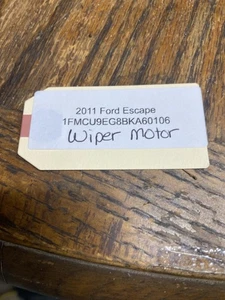 2011 Ford Escape
1FMCU9EG8BKA60106
Wiper Motor